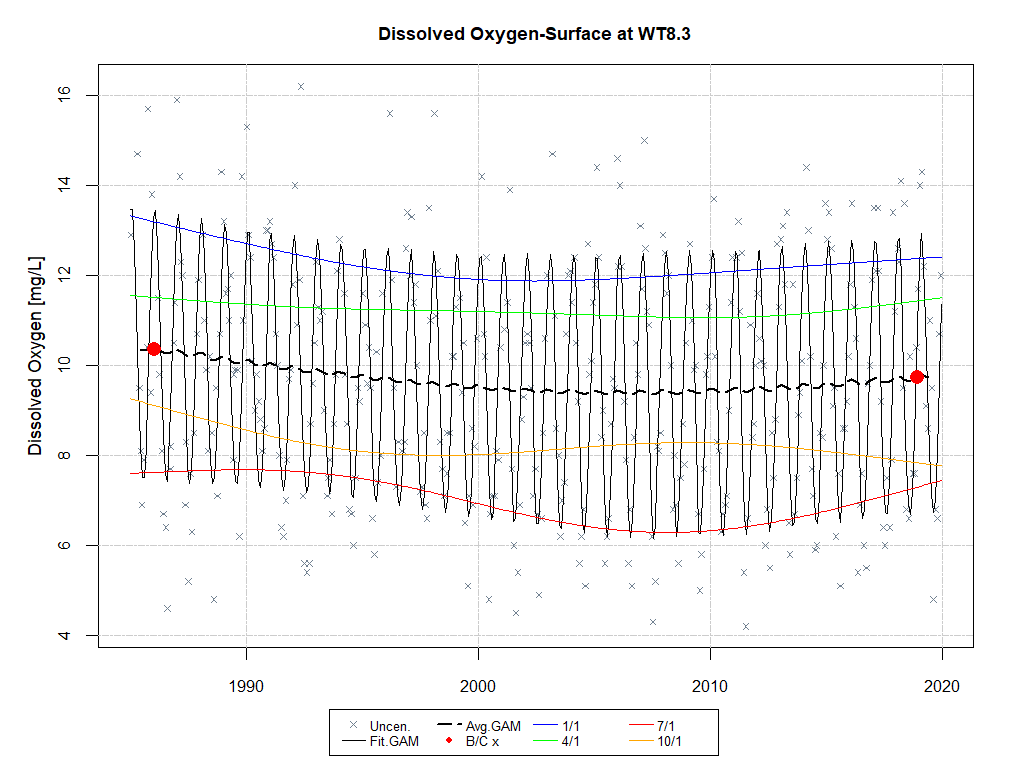 Dissolved Oxygen-Surface at WT8.3
Dissolved Oxygen [mg/L]
16
14
12
10
8
6
4
1990 2000 2010 2020
Uncen. Avg.GAM 1/1 7/1
Fit.GAM B/C x 4/1 10/1